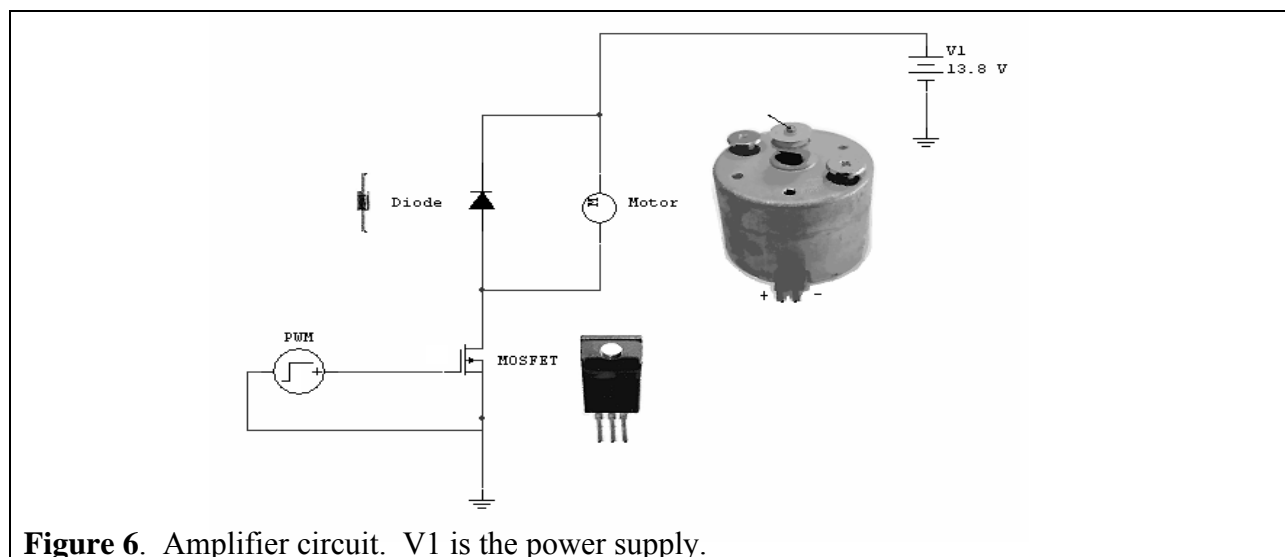 V1
13.8 V
Diode
M
Motor
+ -
PWM
+
MOSFET
Figure 6. Amplifier circuit. V1 is the power supply.